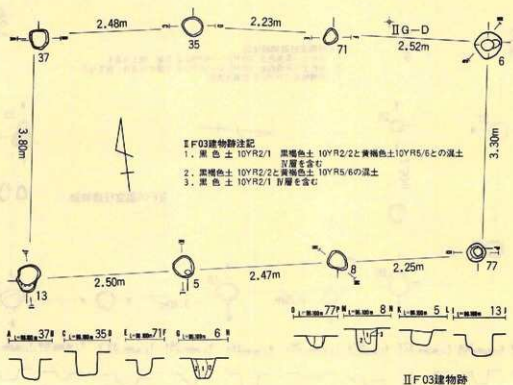 2.48m
2.23m
ⅡG-D
2.52m
37
35
71
6
3.80m
3.30m
ⅡF03建物跡注記
1. 黒色土 10YR2/1 黒褐色土 10YR2/2と黄褐色土10YR5/6との混土
Ⅳ層を含む
2. 黒褐色土 10YR2/2と黄褐色土 10YR5/6の混土
3. 黒色土 10YR2/1 Ⅳ層を含む
13
2.50m
5
2.47m
8
2.25m
77
77
8
5
13
37
35
71
6
ⅡF03建物跡